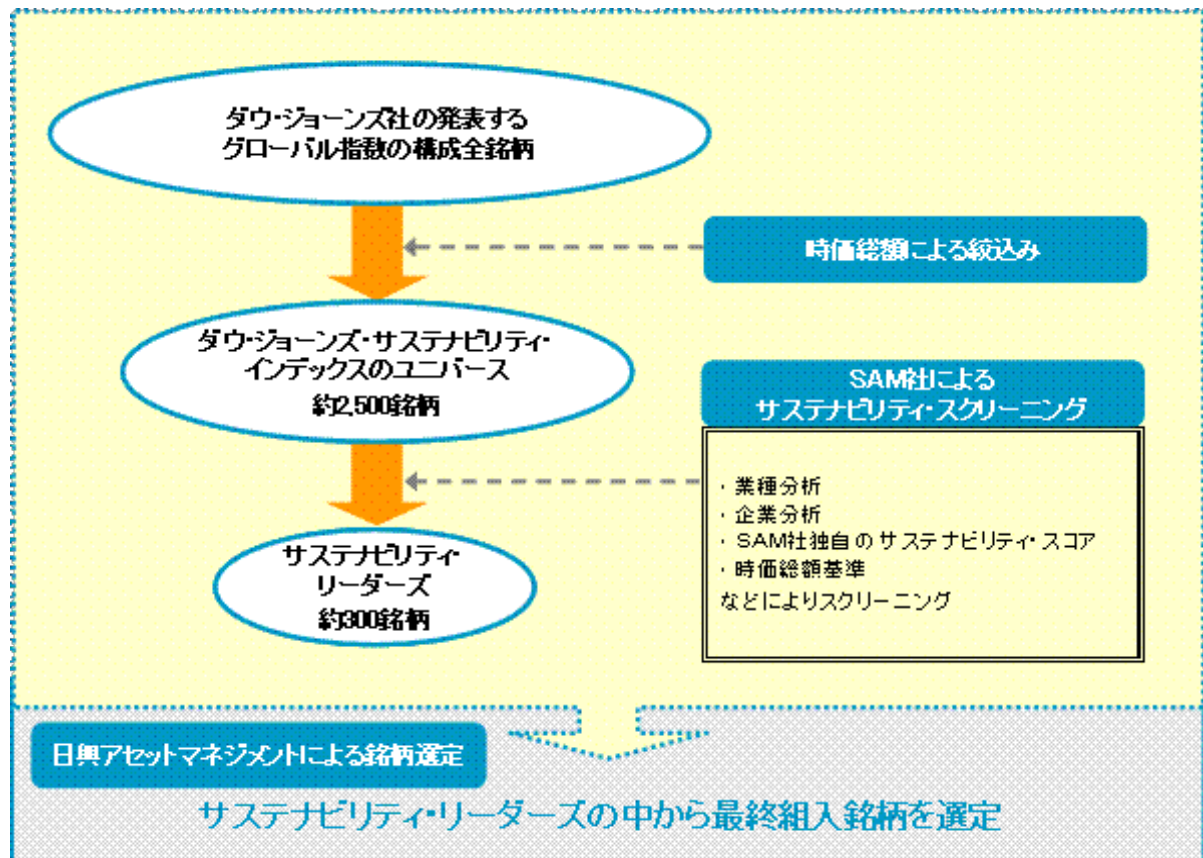 ダウ・ジョーンズ社の発表する
グローバル指数の構成全銘柄
時価総額による絞込み
ダウ・ジョーンズ・サステナビリティ・
インデックスのユニバース
約2,500銘柄
SAM社による
サステナビリティ・スクリーニング
・業種分析
・企業分析
・SAM社独自のサステナビリティ・スコア
・時価総額基準
などによりスクリーニング
サステナビリティ・
リーダーズ
約300銘柄
日興アセットマネジメントによる銘柄選定
サステナビリティ・リーダーズの中から最終組入銘柄を選定